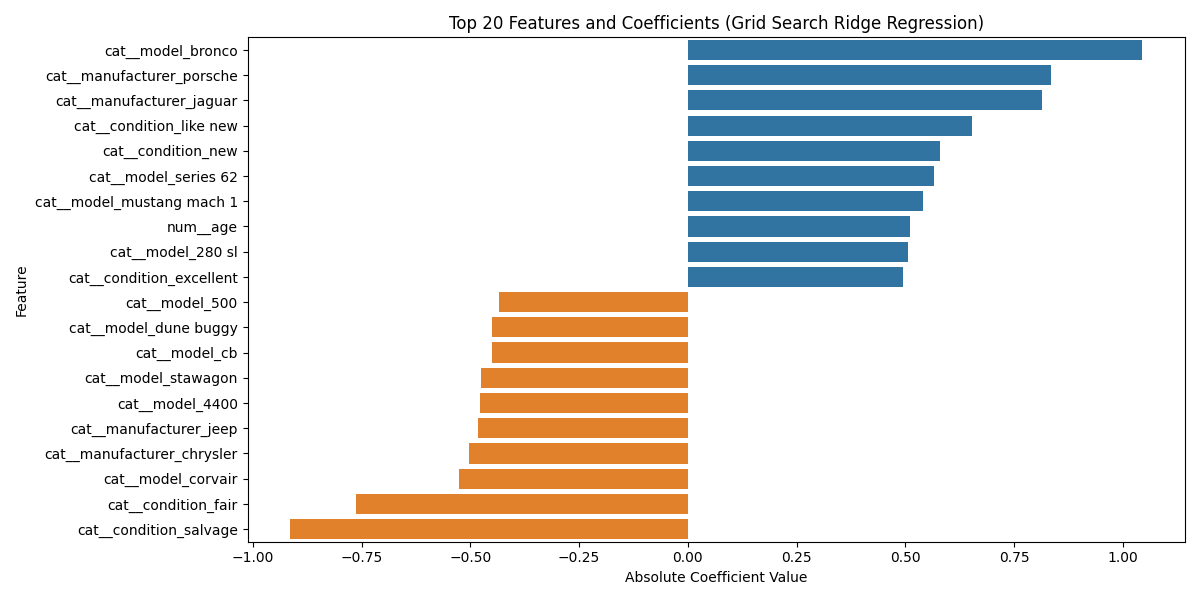 Top 20 Features and Coefficients (Grid Search Ridge Regression)
cat__model_bronco
cat__manufacturer_porsche
cat__manufacturer_jaguar
cat__condition_like new
cat__condition_new
cat__model_series 62
cat__model_mustang mach 1
num__age
cat__model_280 sl
cat__condition_excellent
cat__model_500
cat__model_dune buggy
cat__model_cb
cat__model_stawagon
cat__model_4400
cat__manufacturer_jeep
cat__manufacturer_chrysler
cat__model_corvair
cat__condition_fair
cat__condition_salvage
Feature
−1.00 −0.75 −0.50 −0.25 0.00 0.25 0.50 0.75 1.00
Absolute Coefficient Value